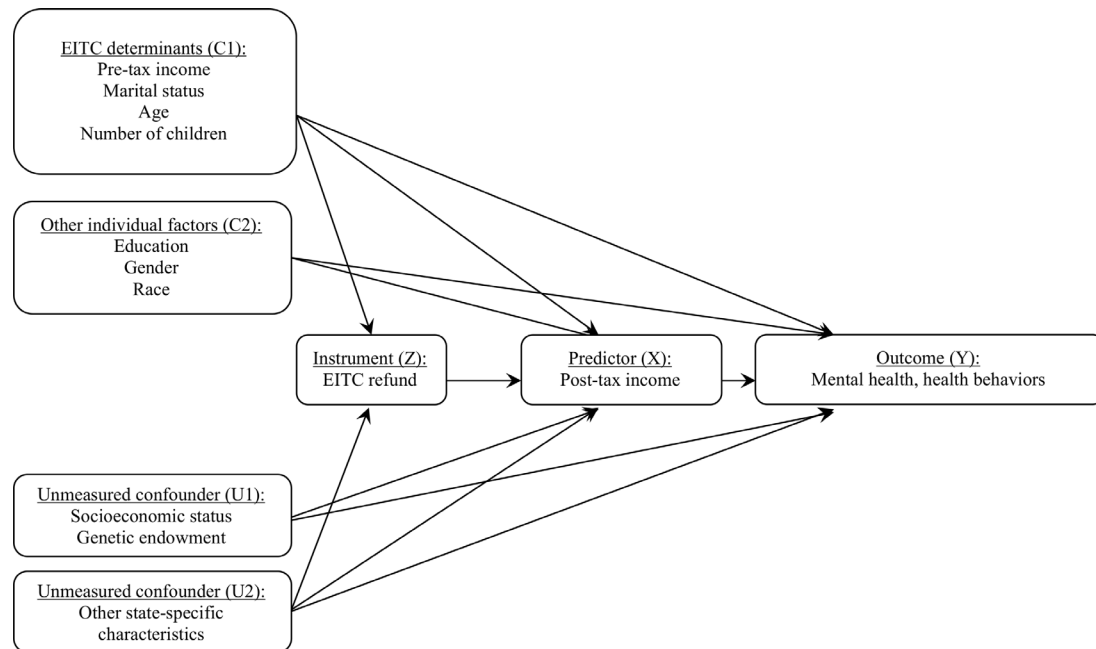 EITC determinants (C1):
Pre-tax income
Marital status
Age
Number of children
Other individual factors (C2):
Education
Gender
Race
Instrument (Z):
EITC refund
Predictor (X):
Post-tax income
Outcome (Y):
Mental health, health behaviors
Unmeasured confounder (U1):
Socioeconomic status
Genetic endowment
Unmeasured confounder (U2):
Other state-specific
characteristics